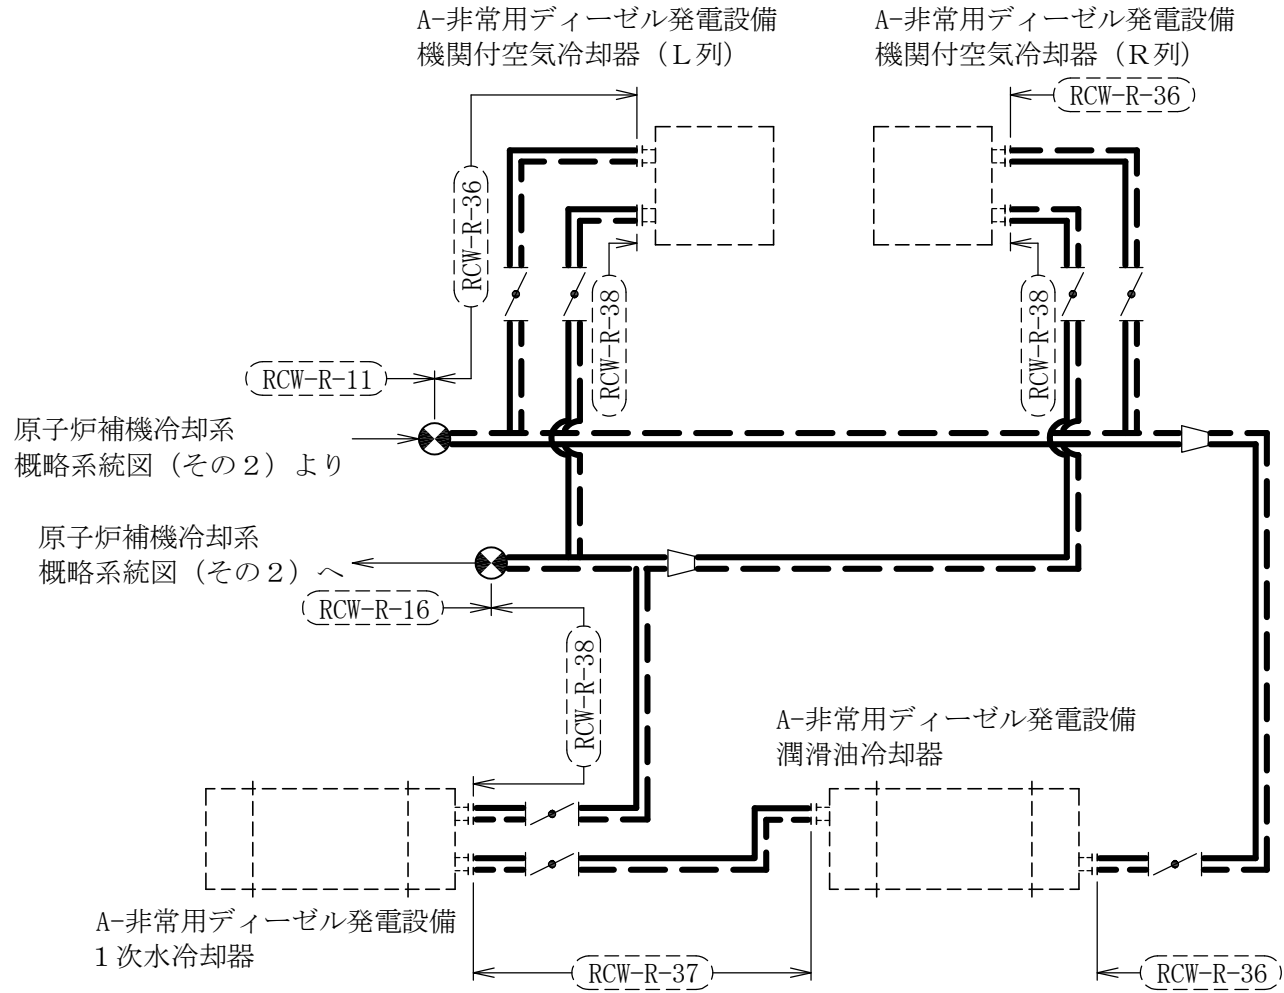 A-非常用ディーゼル発電設備
機関付空気冷却器（Ｌ列）
A-非常用ディーゼル発電設備
機関付空気冷却器（Ｒ列）
RCW-R-36
RCW-R-36
RCW-R-38
RCW-R-38
RCW-R-11
原子炉補機冷却系
概略系統図（その２）より
原子炉補機冷却系
概略系統図（その２）へ
RCW-R-16
RCW-R-38
A-非常用ディーゼル発電設備
潤滑油冷却器
A-非常用ディーゼル発電設備
１次水冷却器
RCW-R-37
RCW-R-36